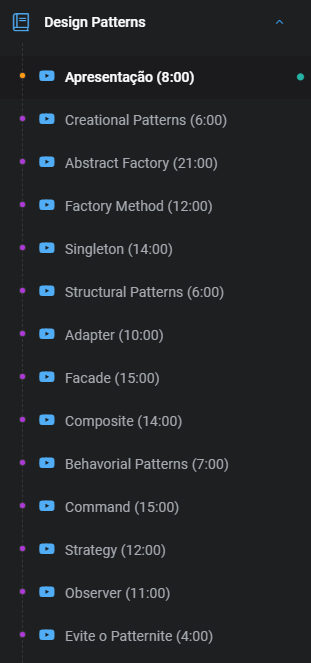 Design Patterns
Apresentação (8:00)
Creational Patterns (6:00)
Abstract Factory (21:00)
Factory Method (12:00)
Singleton (14:00)
Structural Patterns (6:00)
Adapter (10:00)
Facade (15:00)
Composite (14:00)
Behavorial Patterns (7:00)
Command (15:00)
Strategy (12:00)
Observer (11:00)
Evite o Patternite (4:00)